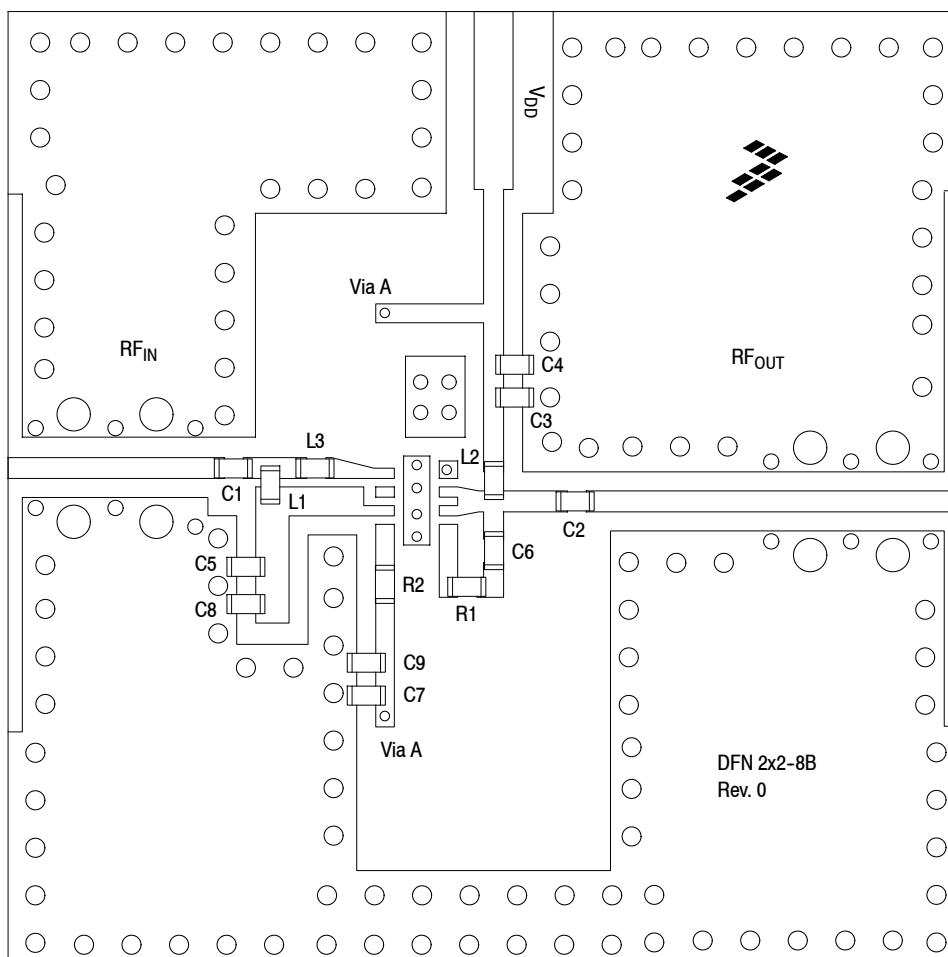 VDD
Via A
RFIN
RFOUT
C4
C3
L3
L2
C1
L1
C2
C5
C6
R2
C8
R1
C9
C7
Via A
DFN 2x2-8B
Rev. 0